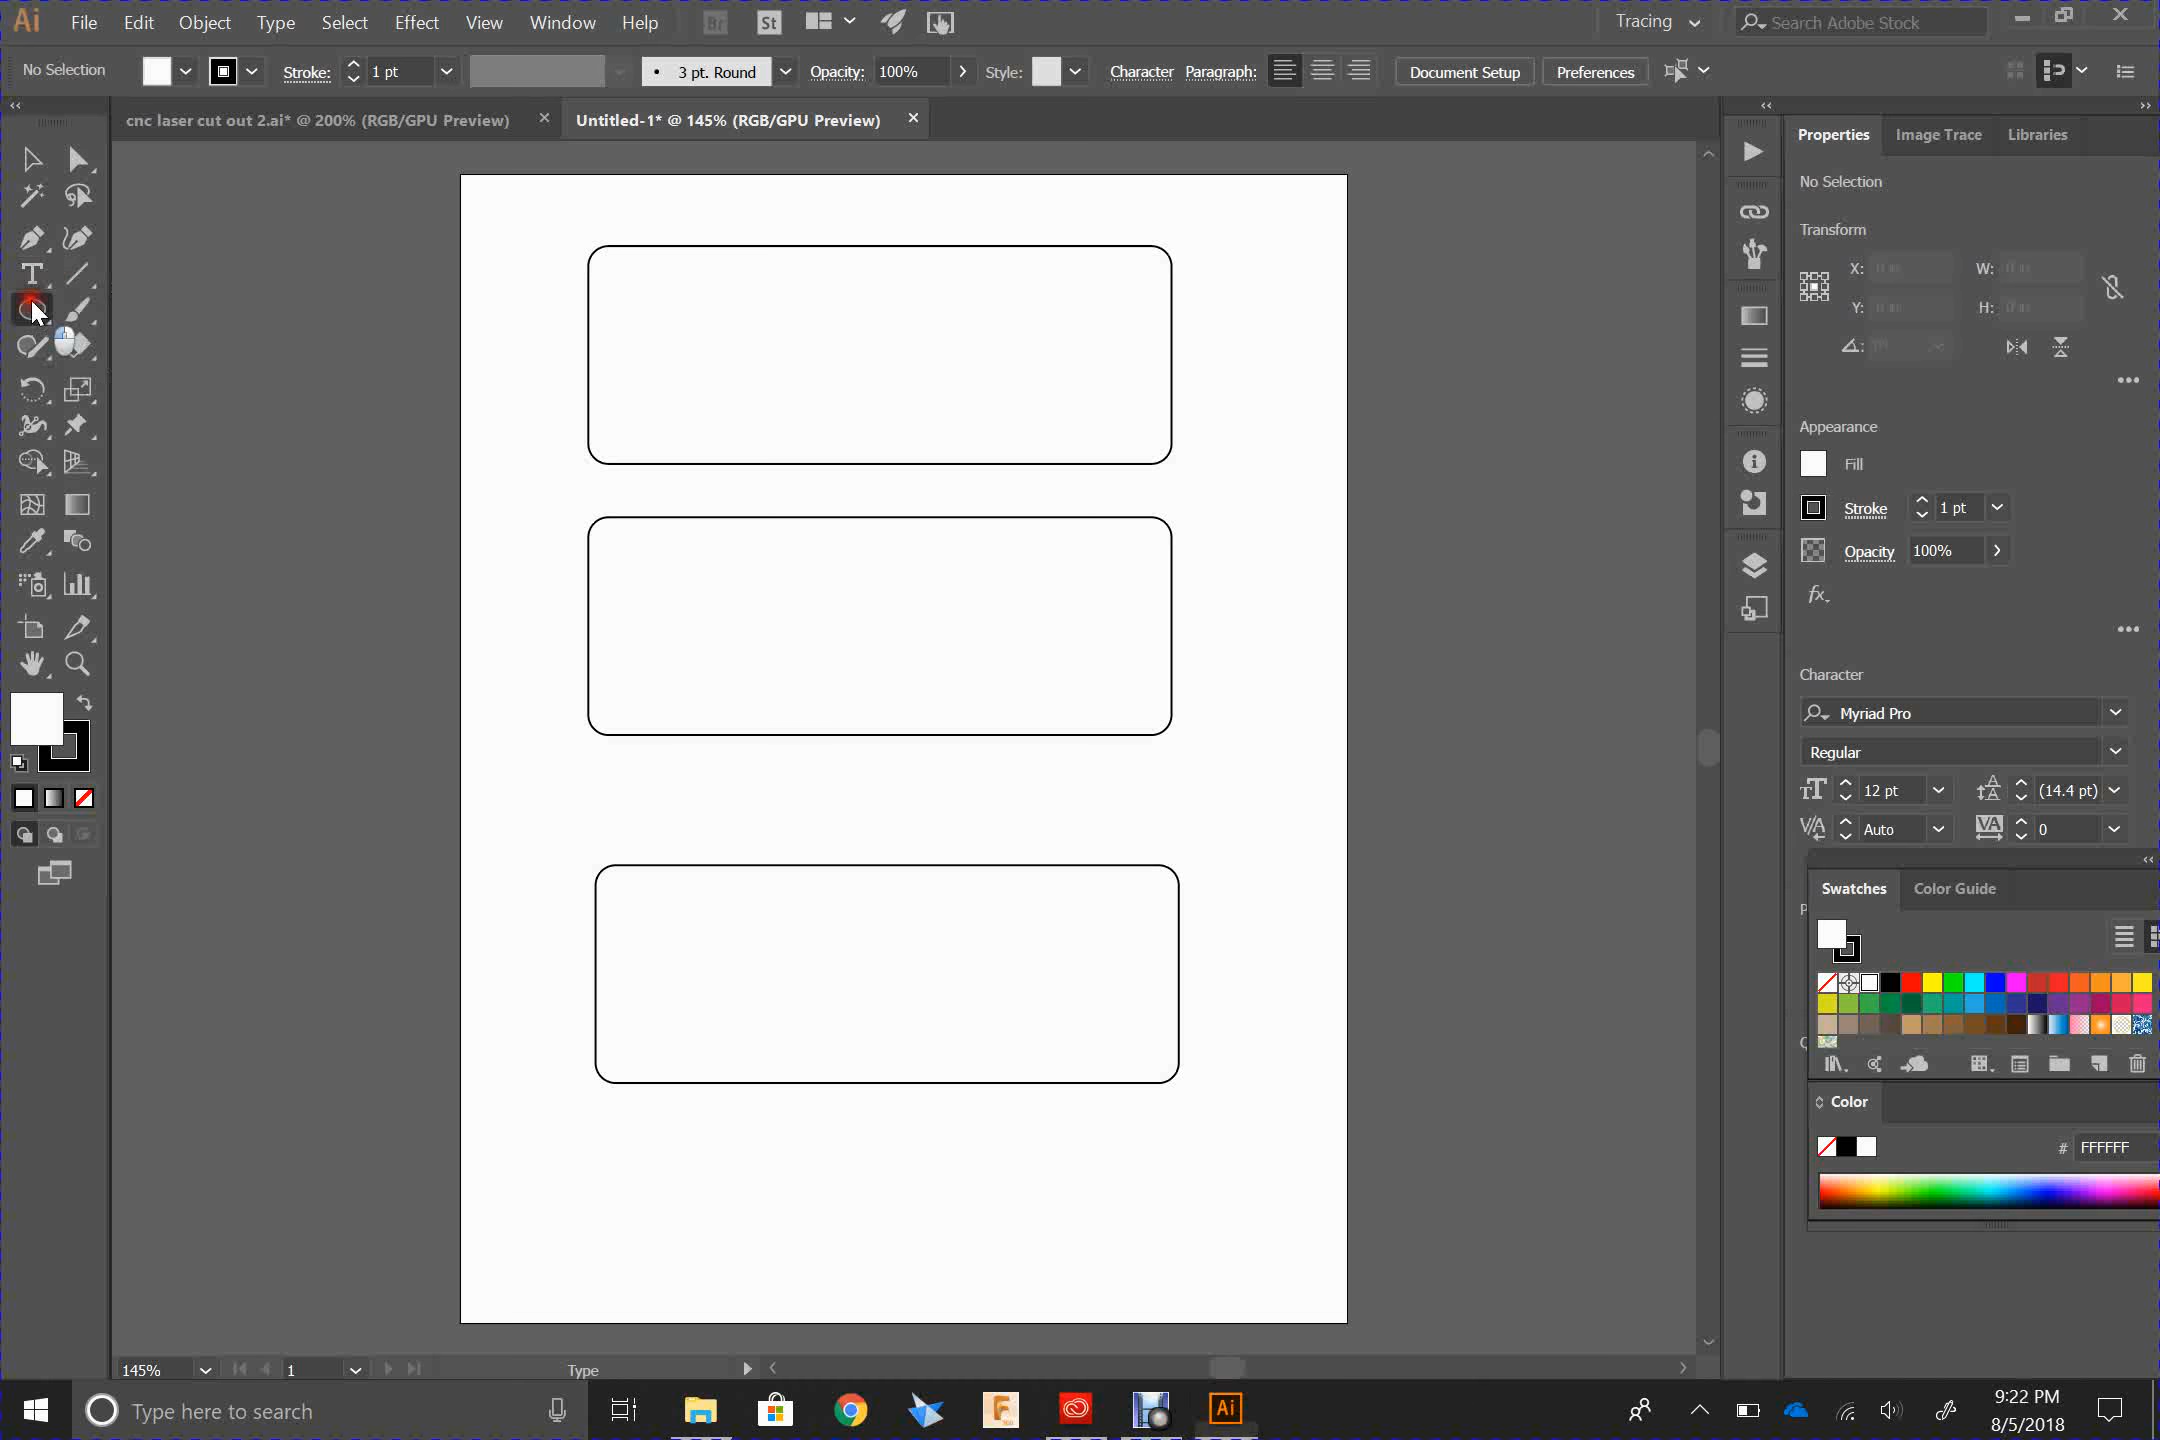 Ai File Edit Object Type Select Effect View Window Help Br St Tracing Search Adobe Stock
No Selection Stroke: 1 pt 3 pt. Round Opacity: 100% Style: Character Paragraph: Document Setup Preferences
cnc laser cut out 2.ai* @ 200% (RGB/GPU Preview) Untitled-1* @ 145% (RGB/GPU Preview)
Properties Image Trace Libraries
No Selection
Transform
X: W:
Y: H:
Appearance
Fill
Stroke 1 pt
Opacity 100%
fx
Character
Myriad Pro
Regular
12 pt (14.4 pt)
Auto 0
Swatches Color Guide
Color
# FFFFFF
145% 1 Type
Type here to search
Ai
9:22 PM
8/5/2018